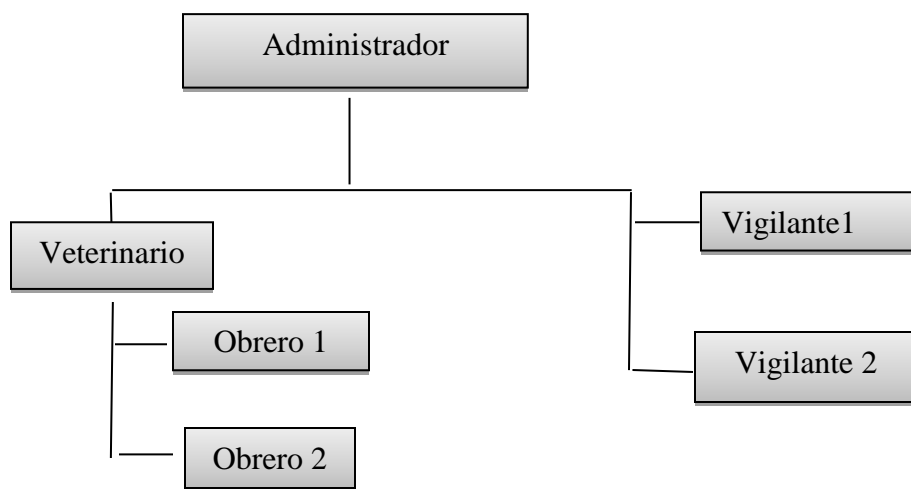 Administrador
Veterinario
Obrero 1
Obrero 2
Vigilante1
Vigilante 2